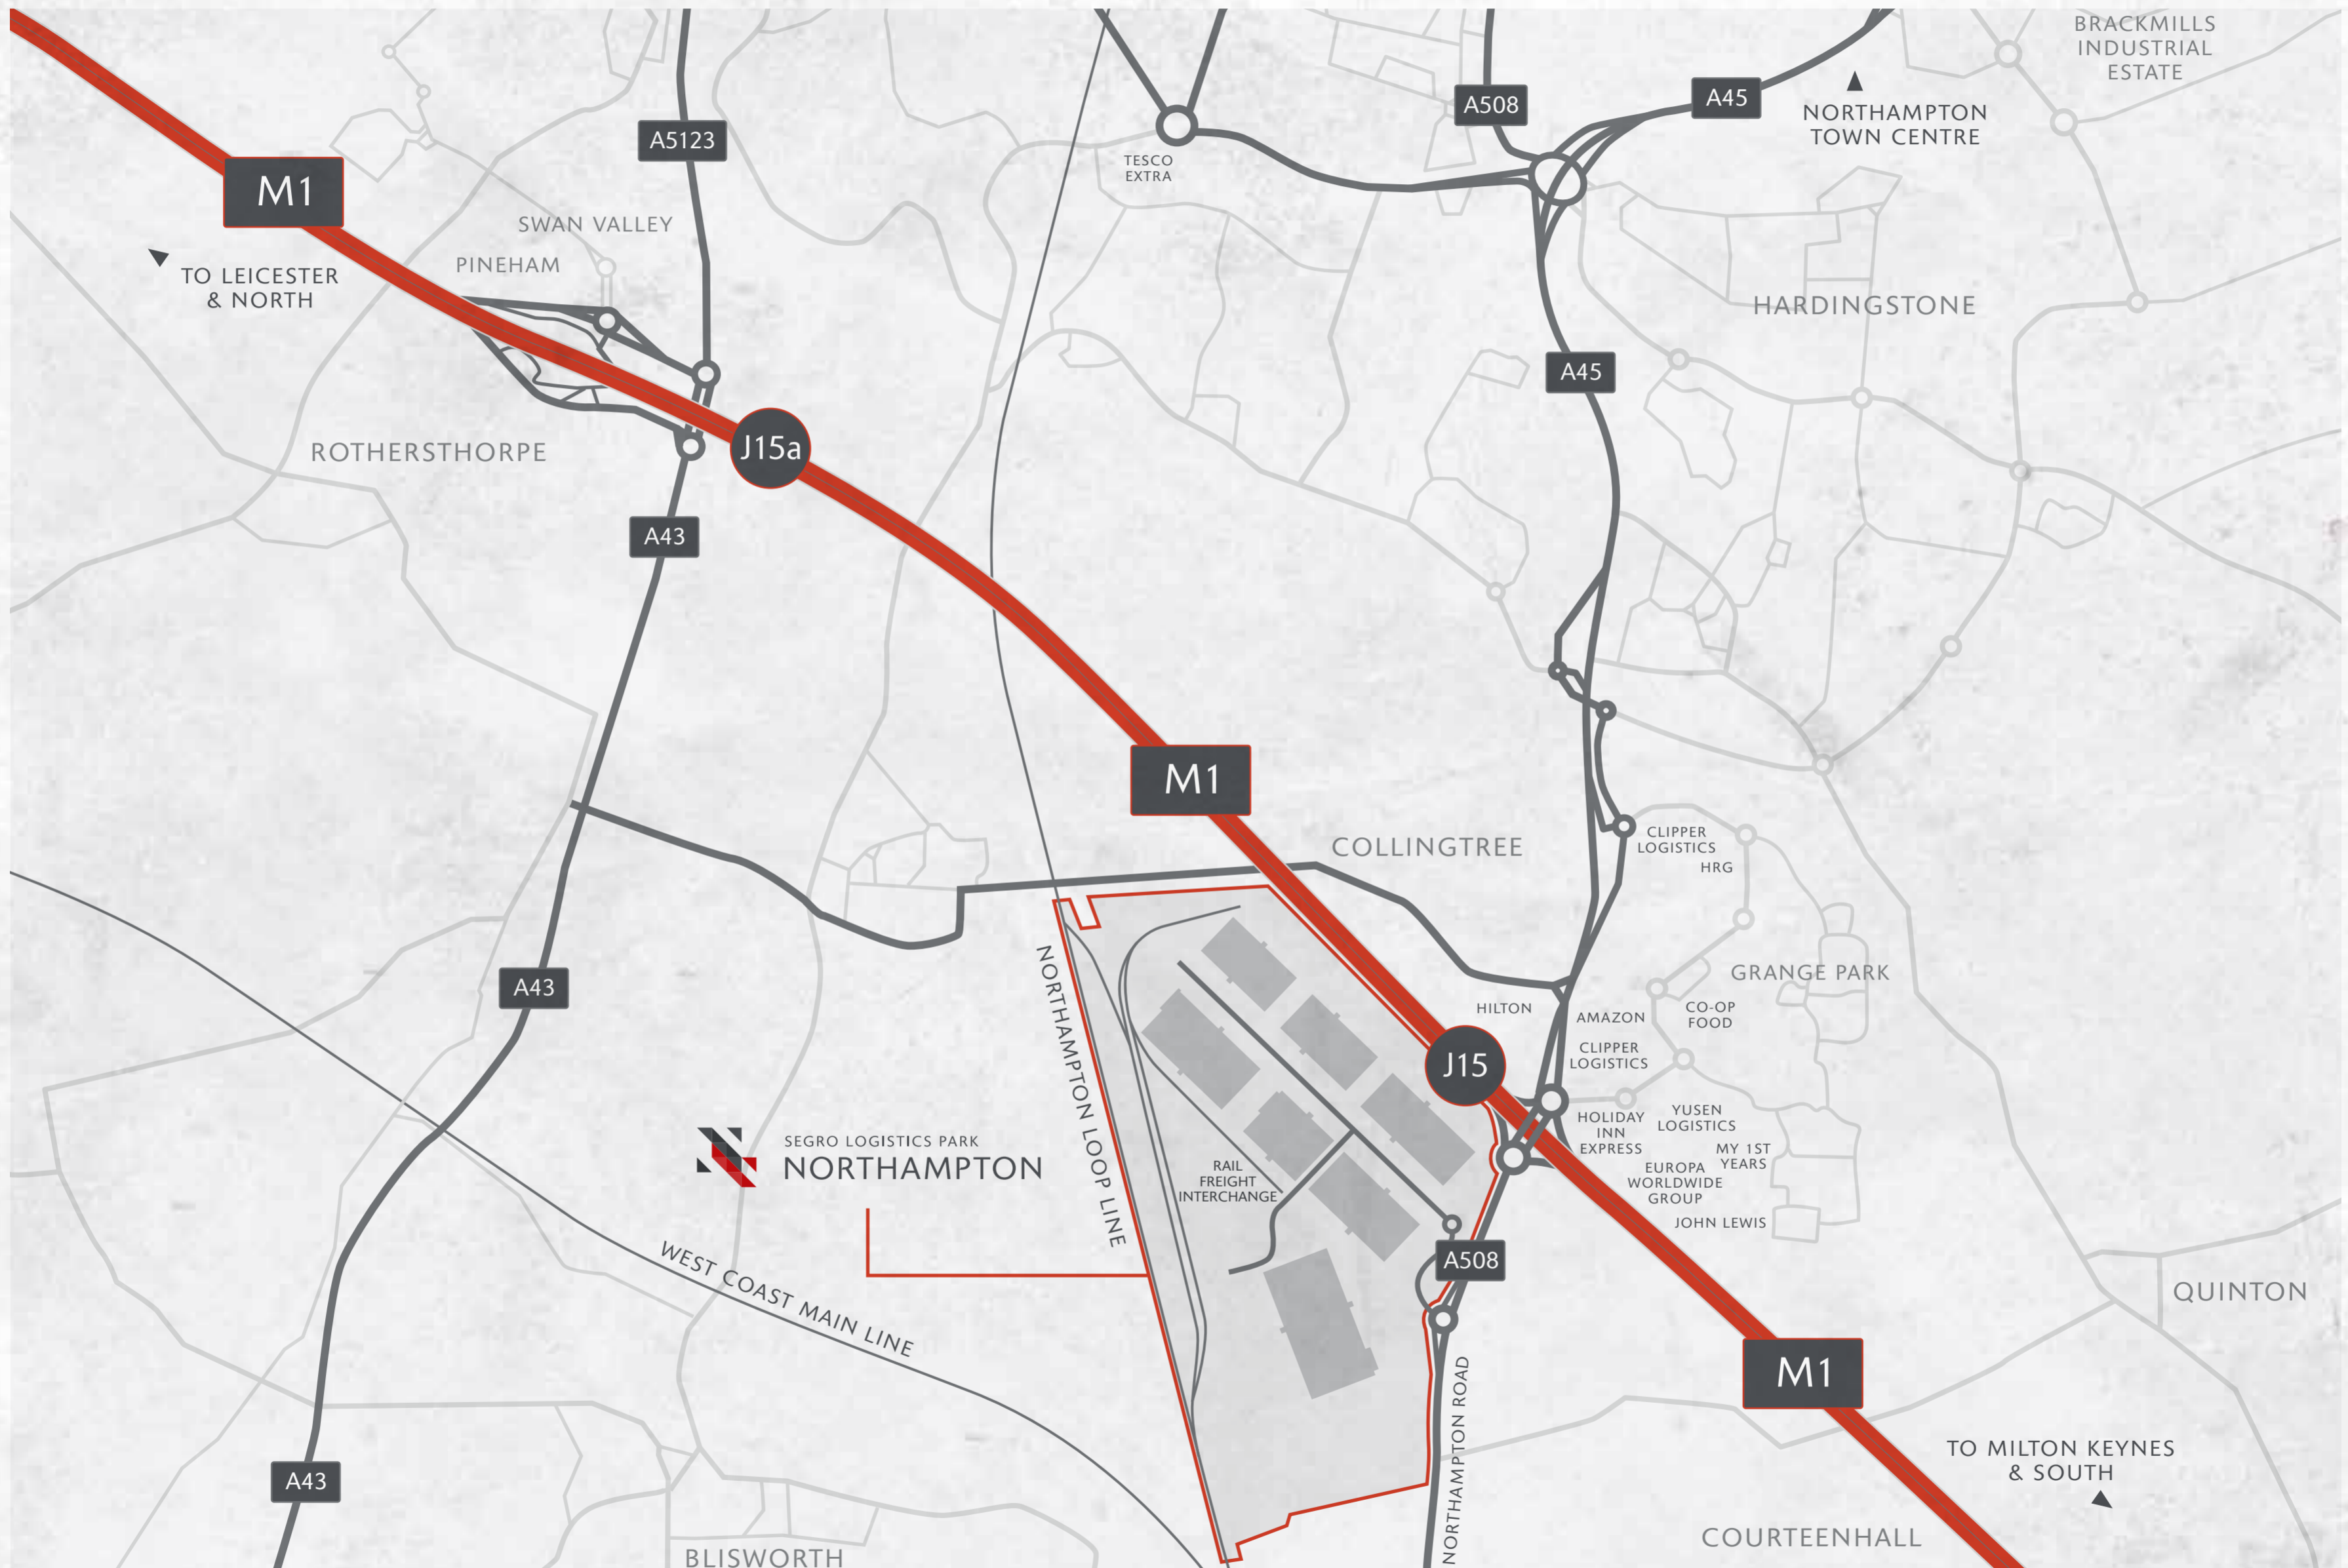 BRACKMILLS
INDUSTRIAL
ESTATE
A508
A45
NORTHAMPTON
TOWN CENTRE
A5123
TESCO
EXTRA
M1
SWAN VALLEY
PINEHAM
TO LEICESTER
& NORTH
HARDINGSTONE
A45
ROTHERSTHORPE
J15a
A43
M1
COLLINGTREE
CLIPPER
LOGISTICS
HRG
GRANGE PARK
A43
HILTON
AMAZON
CO-OP
FOOD
CLIPPER
LOGISTICS
J15
NORTHAMPTON LOOP LINE
HOLIDAY
INN
EXPRESS
YUSEN
LOGISTICS
MY 1ST
YEARS
SEGRO LOGISTICS PARK
NORTHAMPTON
RAIL
FREIGHT
INTERCHANGE
EUROPA
WORLDWIDE
GROUP
JOHN LEWIS
A508
WEST COAST MAIN LINE
QUINTON
M1
NORTHAMPTON ROAD
TO MILTON KEYNES
& SOUTH
A43
COURTEENHALL
BLISWORTH